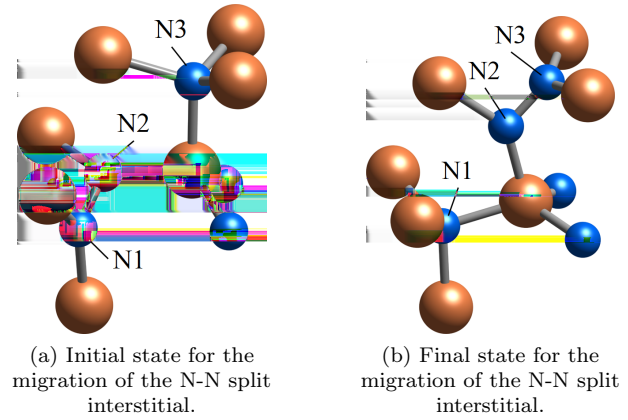 N3
N2
N1
N3
N2
N1
(a) Initial state for the
migration of the N-N split
interstitial.
(b) Final state for the
migration of the N-N split
interstitial.